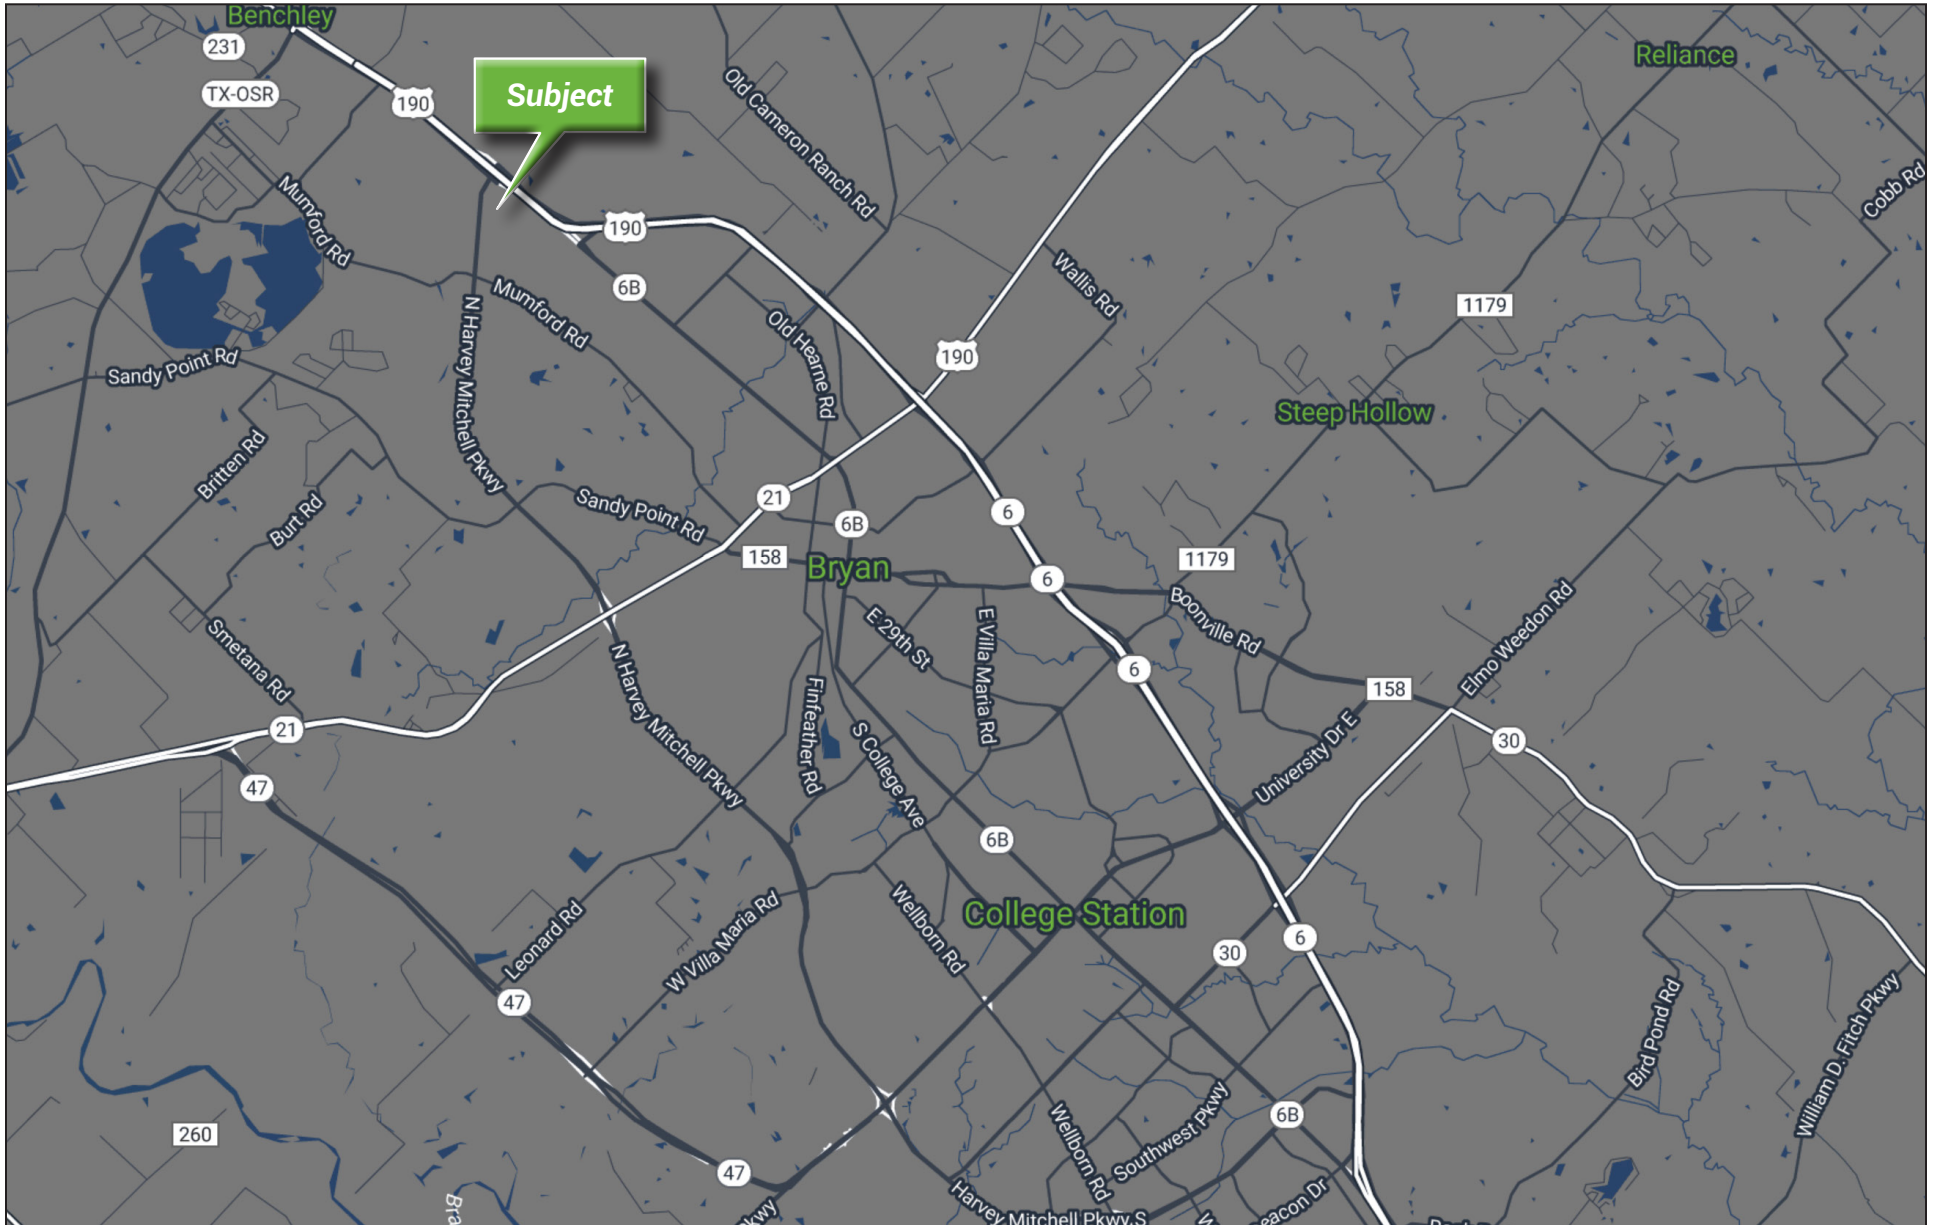 Benchley
231
TX-OSR
190
Subject
Old Cameron Ranch Rd
Reliance
Cobb Rd
Mumford Rd
190
6B
Mumford Rd
Wallis Rd
1179
N Harvey Mitchell Pkwy
Old Hearne Rd
190
Sandy Point Rd
Steep Hollow
Britten Rd
Burt Rd
Sandy Point Rd
21
6B
6
158
Bryan
6
1179
Boonville Rd
E 29th St
E Villa Maria Rd
Elmo Weedon Rd
Smetana Rd
N Harvey Mitchell Pkwy
Finfeather Rd
6
158
21
S College Ave
University Dr E
30
47
6B
Leonard Rd
W Villa Maria Rd
Wellborn Rd
College Station
30
6
47
Bird Pond Rd
William D. Fitch Pkwy
260
Wellborn Rd
Southwest Pkwy
6B
47
Bra
kwy
Harvey Mitchell Pkwy S
W
eacon Dr